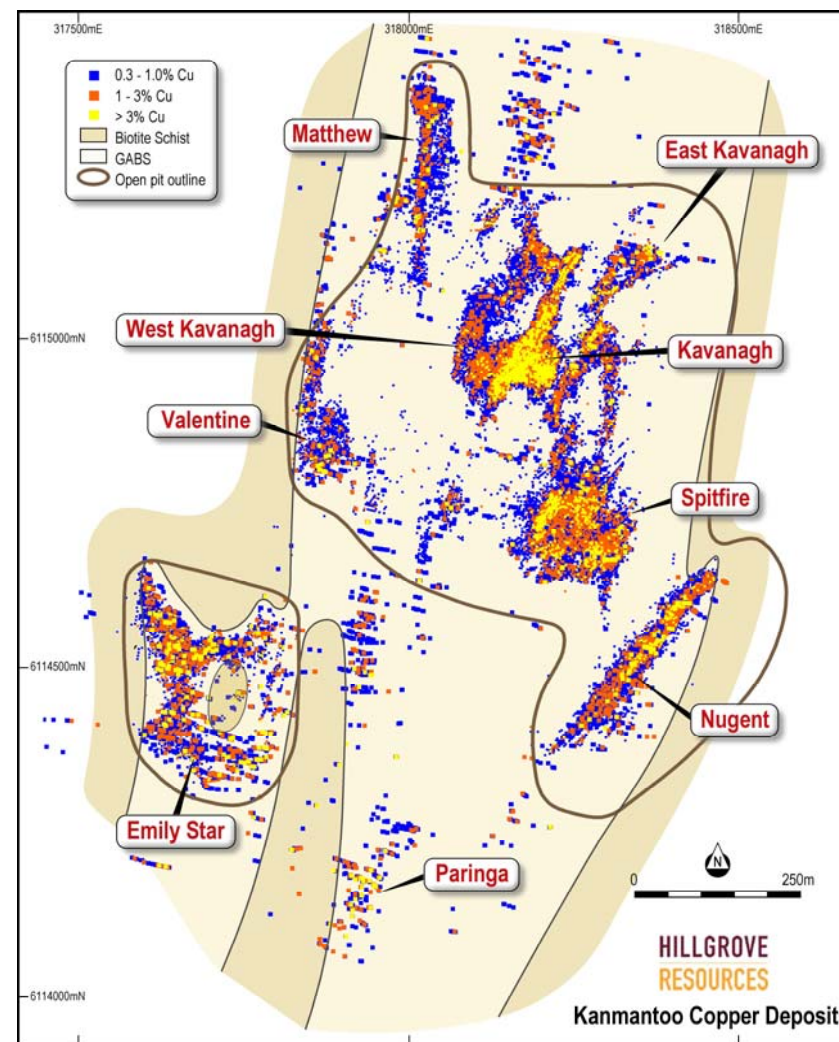 317500mE
318000mE
318500mE
0.3 - 1.0% Cu
1 - 3% Cu
> 3% Cu
Biotite Schist
GABS
Open pit outline
Matthew
East Kavanagh
6115000mN
West Kavanagh
Kavanagh
Valentine
Spitfire
6114500mN
Nugent
Emily Star
Paringa
N
0 250m
HILLGROVE
RESOURCES
Kanmantoo Copper Deposit
6114000mN